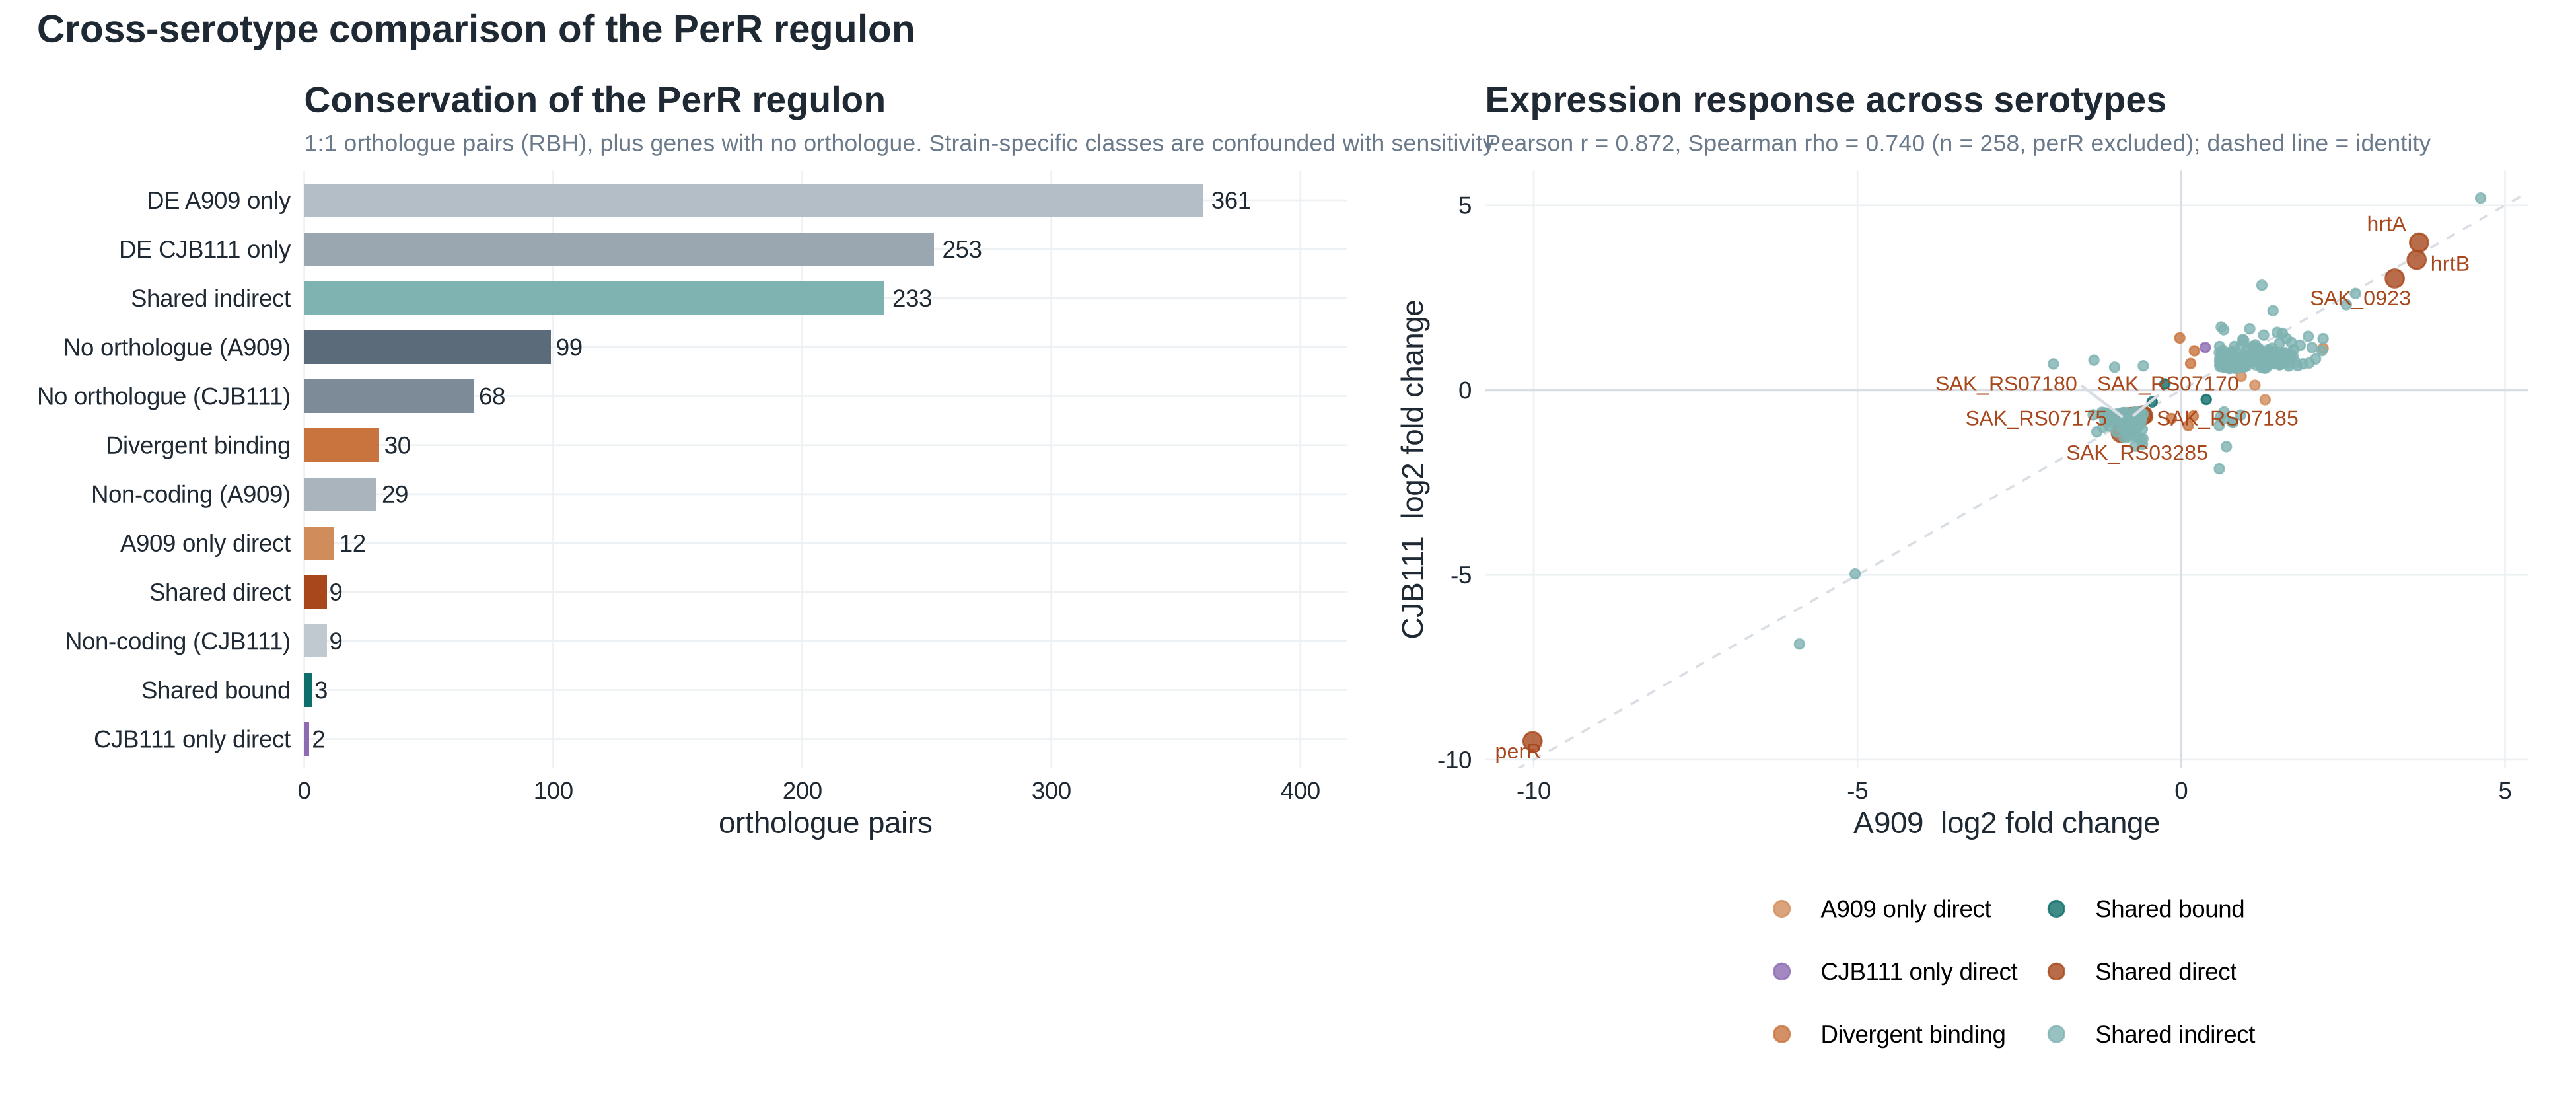 Cross-serotype comparison of the PerR regulon
Conservation of the PerR regulon
1:1 orthologue pairs (RBH), plus genes with no orthologue. Strain-specific classes are confounded with sensitivity.
DE A909 only
361
DE CJB111 only
253
Shared indirect
233
No orthologue (A909)
99
No orthologue (CJB111)
68
Divergent binding
30
Non-coding (A909)
29
A909 only direct
12
Shared direct
9
Non-coding (CJB111)
9
Shared bound
3
CJB111 only direct
2
0 100 200 300 400
orthologue pairs
Expression response across serotypes
Pearson r = 0.872, Spearman rho = 0.740 (n = 258, perR excluded); dashed line = identity
CJB111 log2 fold change
5
0
-5
-10
hrtA
hrtB
SAK_0923
SAK_RS07180 SAK_RS07170
SAK_RS07175 SAK_RS07185
SAK_RS03285
perR
-10 -5 0 5
A909 log2 fold change
A909 only direct
CJB111 only direct
Divergent binding
Shared bound
Shared direct
Shared indirect